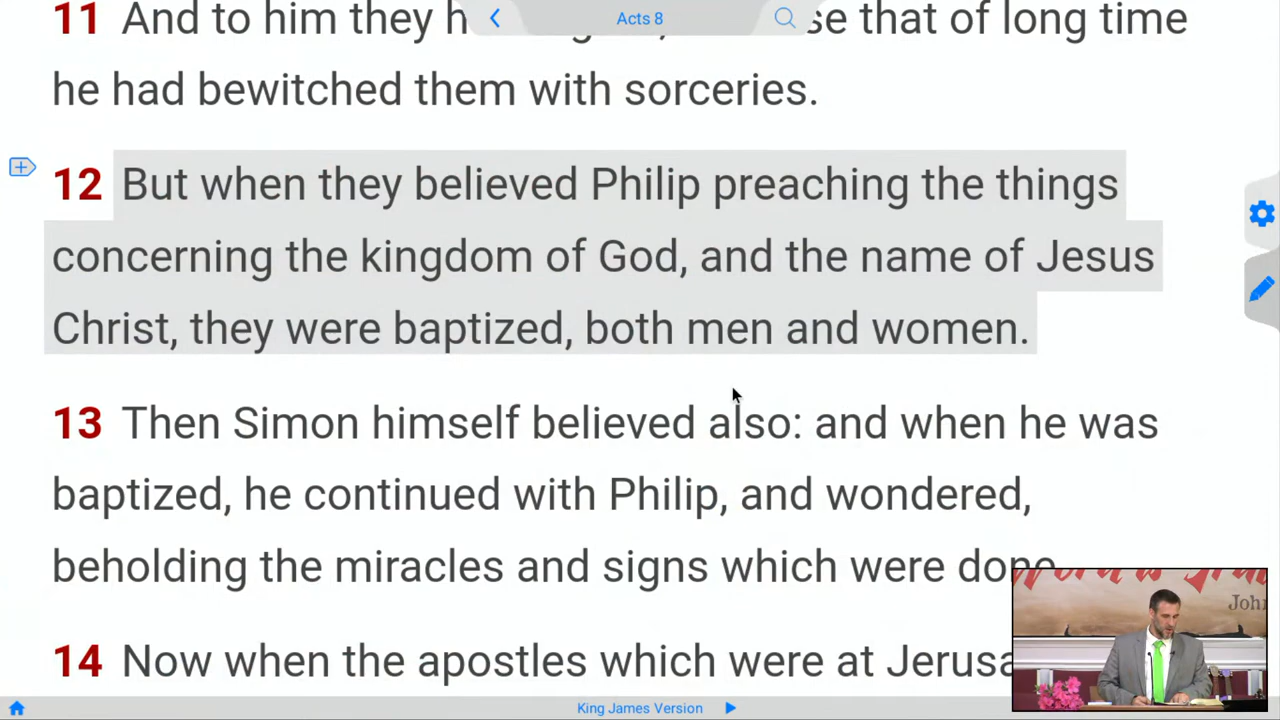 Acts 8
11 And to him they h se that of long time
he had bewitched them with sorceries.
12 But when they believed Philip preaching the things
concerning the kingdom of God, and the name of Jesus
Christ, they were baptized, both men and women.
13 Then Simon himself believed also: and when he was
baptized, he continued with Philip, and wondered,
beholding the miracles and signs which were done
14 Now when the apostles which were at Jerusa
Word is
John
King James Version